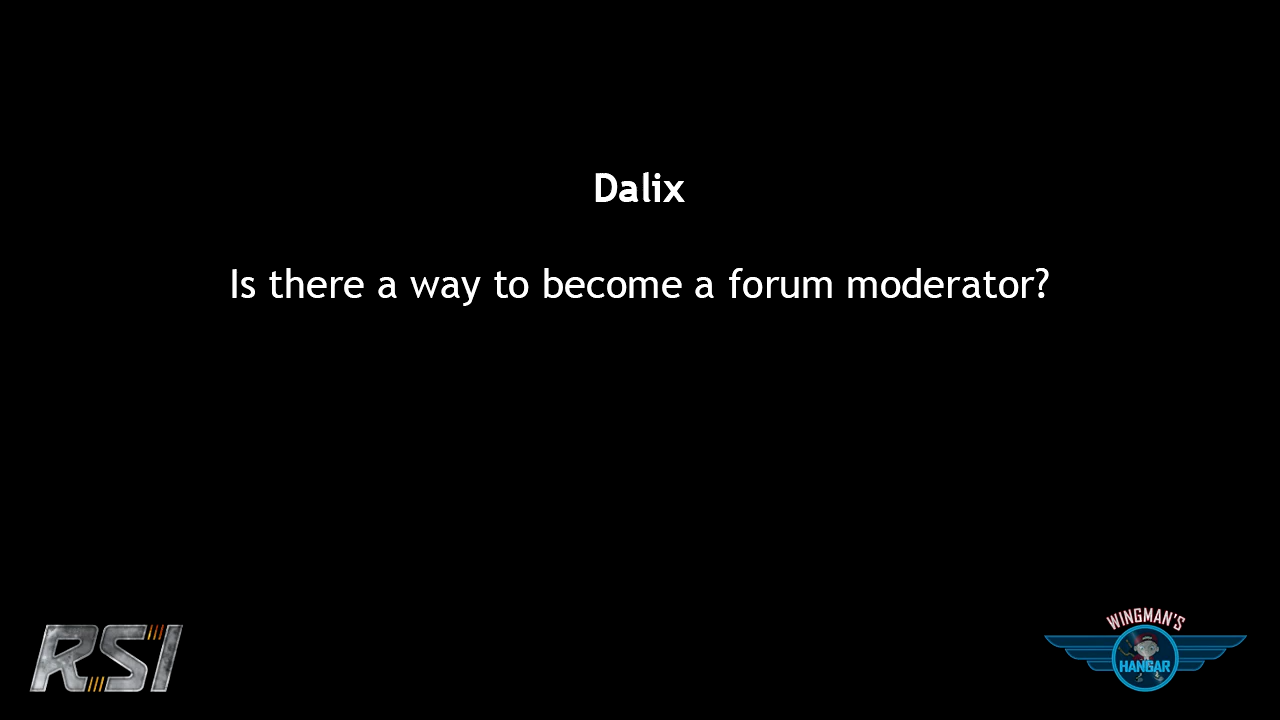 Dalix
Is there a way to become a forum moderator?
RSI
WINGMAN'S
HANGAR